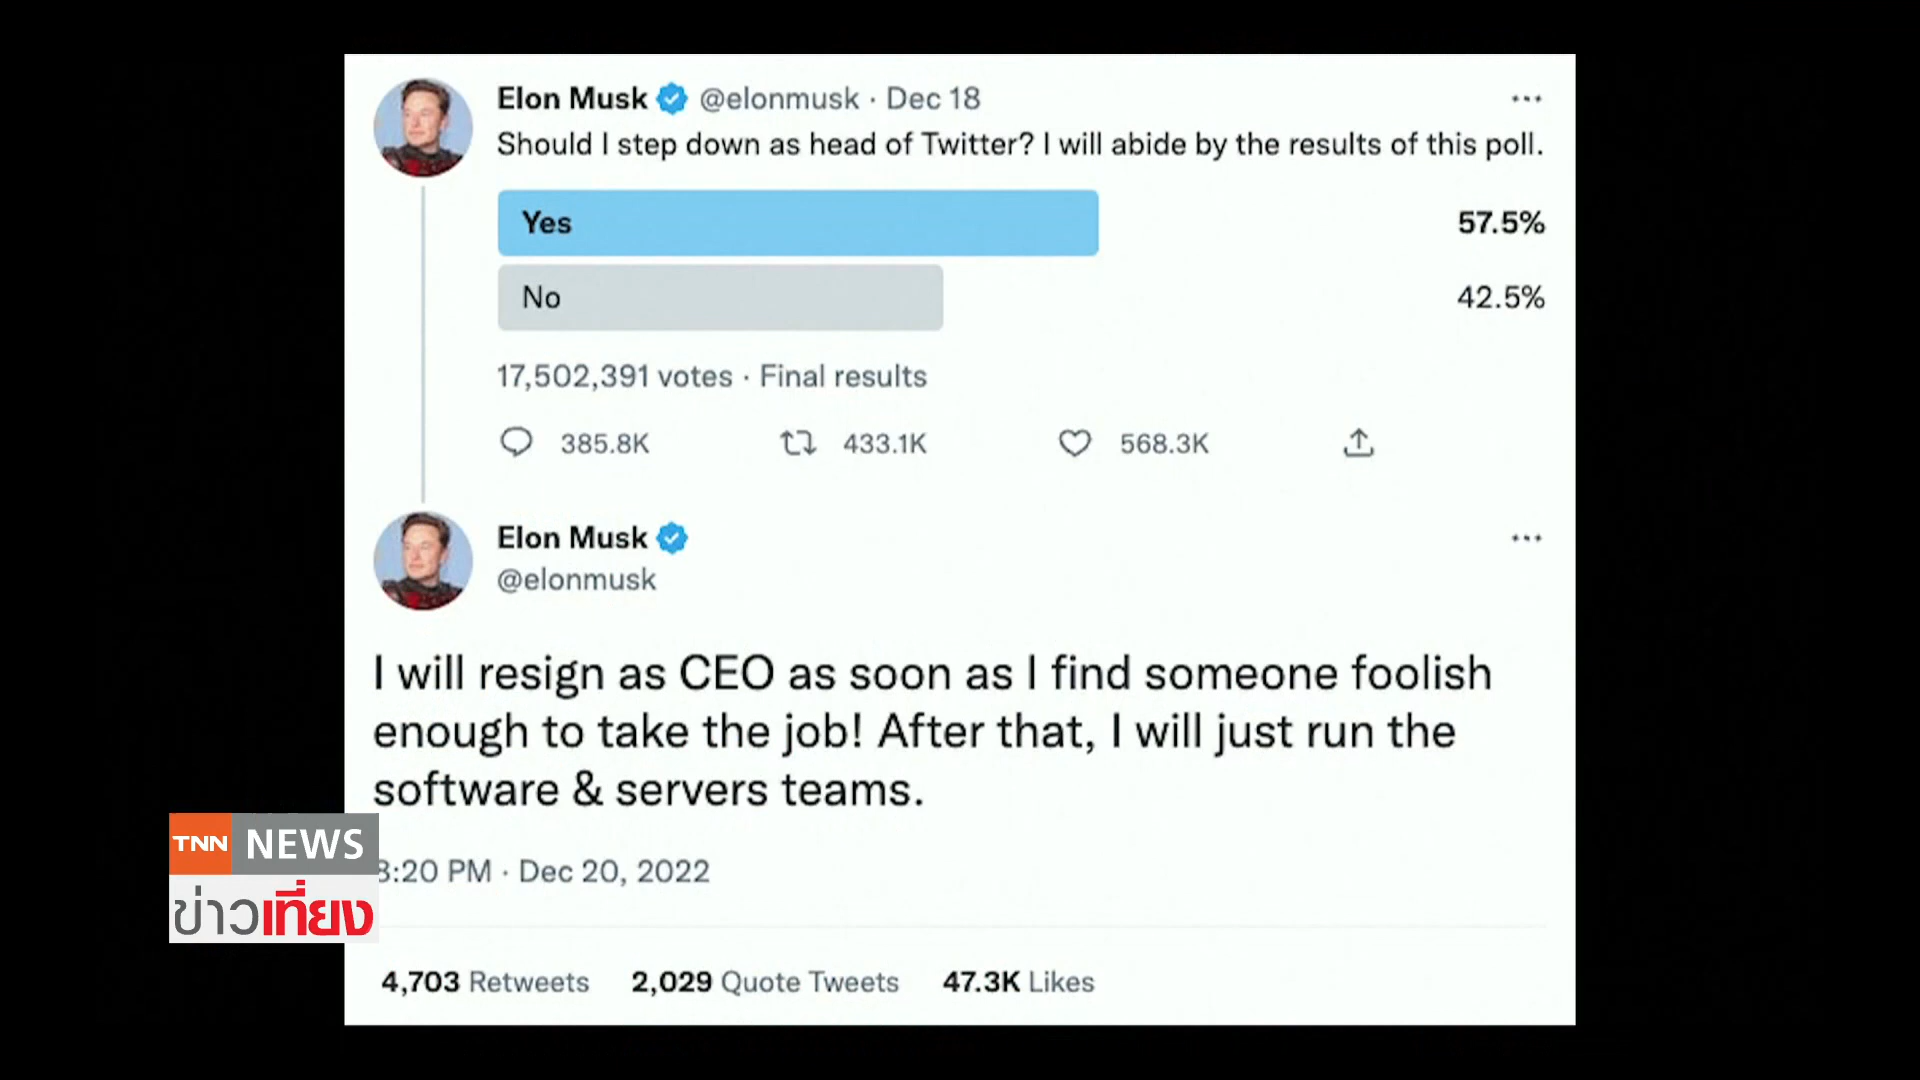 Elon Musk @elonmusk · Dec 18
Should I step down as head of Twitter? I will abide by the results of this poll.
Yes 57.5%
No 42.5%
17,502,391 votes · Final results
385.8K 433.1K 568.3K
Elon Musk
@elonmusk
I will resign as CEO as soon as I find someone foolish
enough to take the job! After that, I will just run the
software & servers teams.
8:20 PM · Dec 20, 2022
4,703 Retweets 2,029 Quote Tweets 47.3K Likes
TNN NEWS
ข่าวเที่ยง